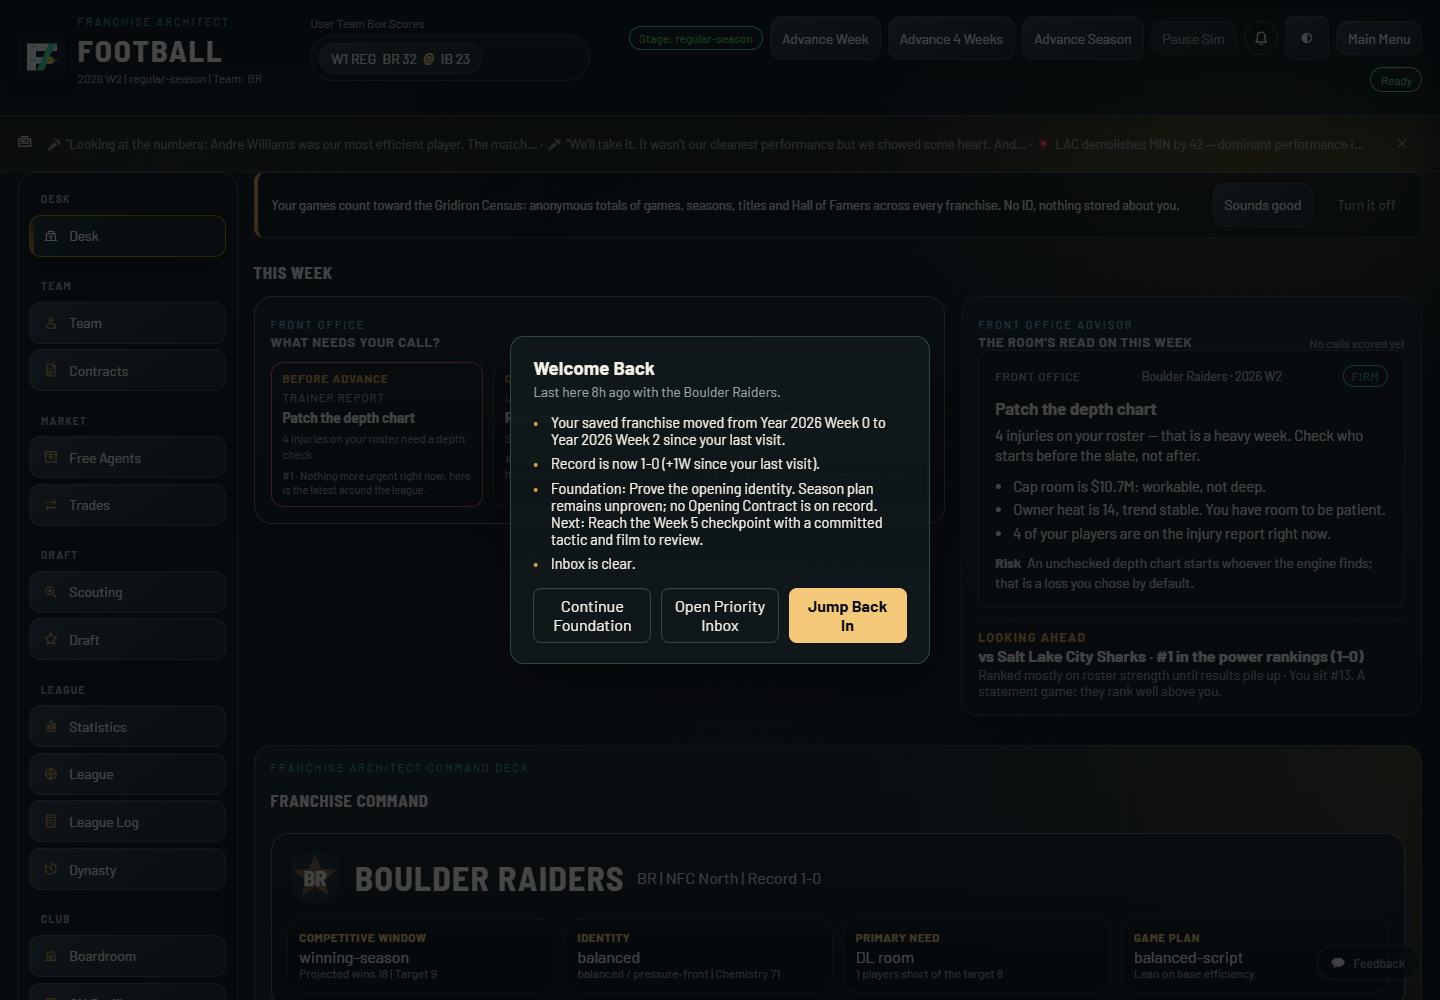 FRANCHISE ARCHITECT
FOOTBALL
2026 W2 | regular-season | Team: BR
User Team Box Scores
W1 REG BR 32 @ IB 23
Stage: regular-season
Advance Week
Advance 4 Weeks
Advance Season
Pause Sim
Main Menu
Ready
"Looking at the numbers: Andre Williams was our most efficient player. The match... · "We'll take it. It wasn't our cleanest performance but we showed some heart. And... · LAC demolishes MIN by 42 — dominant performance i...
DESK
Desk
TEAM
Team
Contracts
MARKET
Free Agents
Trades
DRAFT
Scouting
Draft
LEAGUE
Statistics
League
League Log
Dynasty
CLUB
Boardroom
Your games count toward the Gridiron Census: anonymous totals of games, seasons, titles and Hall of Famers across every franchise. No ID, nothing stored about you.
Sounds good
Turn it off
THIS WEEK
FRONT OFFICE
WHAT NEEDS YOUR CALL?
BEFORE ADVANCE
TRAINER REPORT
Patch the depth chart
4 injuries on your roster need a depth
check.
#1 · Nothing more urgent right now; here
is the latest around the league.
Welcome Back
Last here 8h ago with the Boulder Raiders.
• Your saved franchise moved from Year 2026 Week 0 to
Year 2026 Week 2 since your last visit.
• Record is now 1-0 (+1W since your last visit).
• Foundation: Prove the opening identity. Season plan
remains unproven; no Opening Contract is on record.
Next: Reach the Week 5 checkpoint with a committed
tactic and film to review.
• Inbox is clear.
Continue
Foundation
Open Priority
Inbox
Jump Back
In
FRONT OFFICE ADVISOR
THE ROOM'S READ ON THIS WEEK
No calls scored yet
FRONT OFFICE
Boulder Raiders · 2026 W2
FIRM
Patch the depth chart
4 injuries on your roster — that is a heavy week. Check who
starts before the slate, not after.
• Cap room is $10.7M: workable, not deep.
• Owner heat is 14, trend stable. You have room to be patient.
• 4 of your players are on the injury report right now.
Risk An unchecked depth chart starts whoever the engine finds;
that is a loss you chose by default.
LOOKING AHEAD
vs Salt Lake City Sharks · #1 in the power rankings (1-0)
Ranked mostly on roster strength until results pile up · You sit #13. A
statement game: they rank well above you.
FRANCHISE ARCHITECT COMMAND DECK
FRANCHISE COMMAND
BR
BOULDER RAIDERS
BR | NFC North | Record 1-0
COMPETITIVE WINDOW
winning-season
Projected wins 18 | Target 9
IDENTITY
balanced
balanced / pressure-front | Chemistry 71
PRIMARY NEED
DL room
1 players short of the target 8
GAME PLAN
balanced-script
Lean on base efficiency.
Feedback